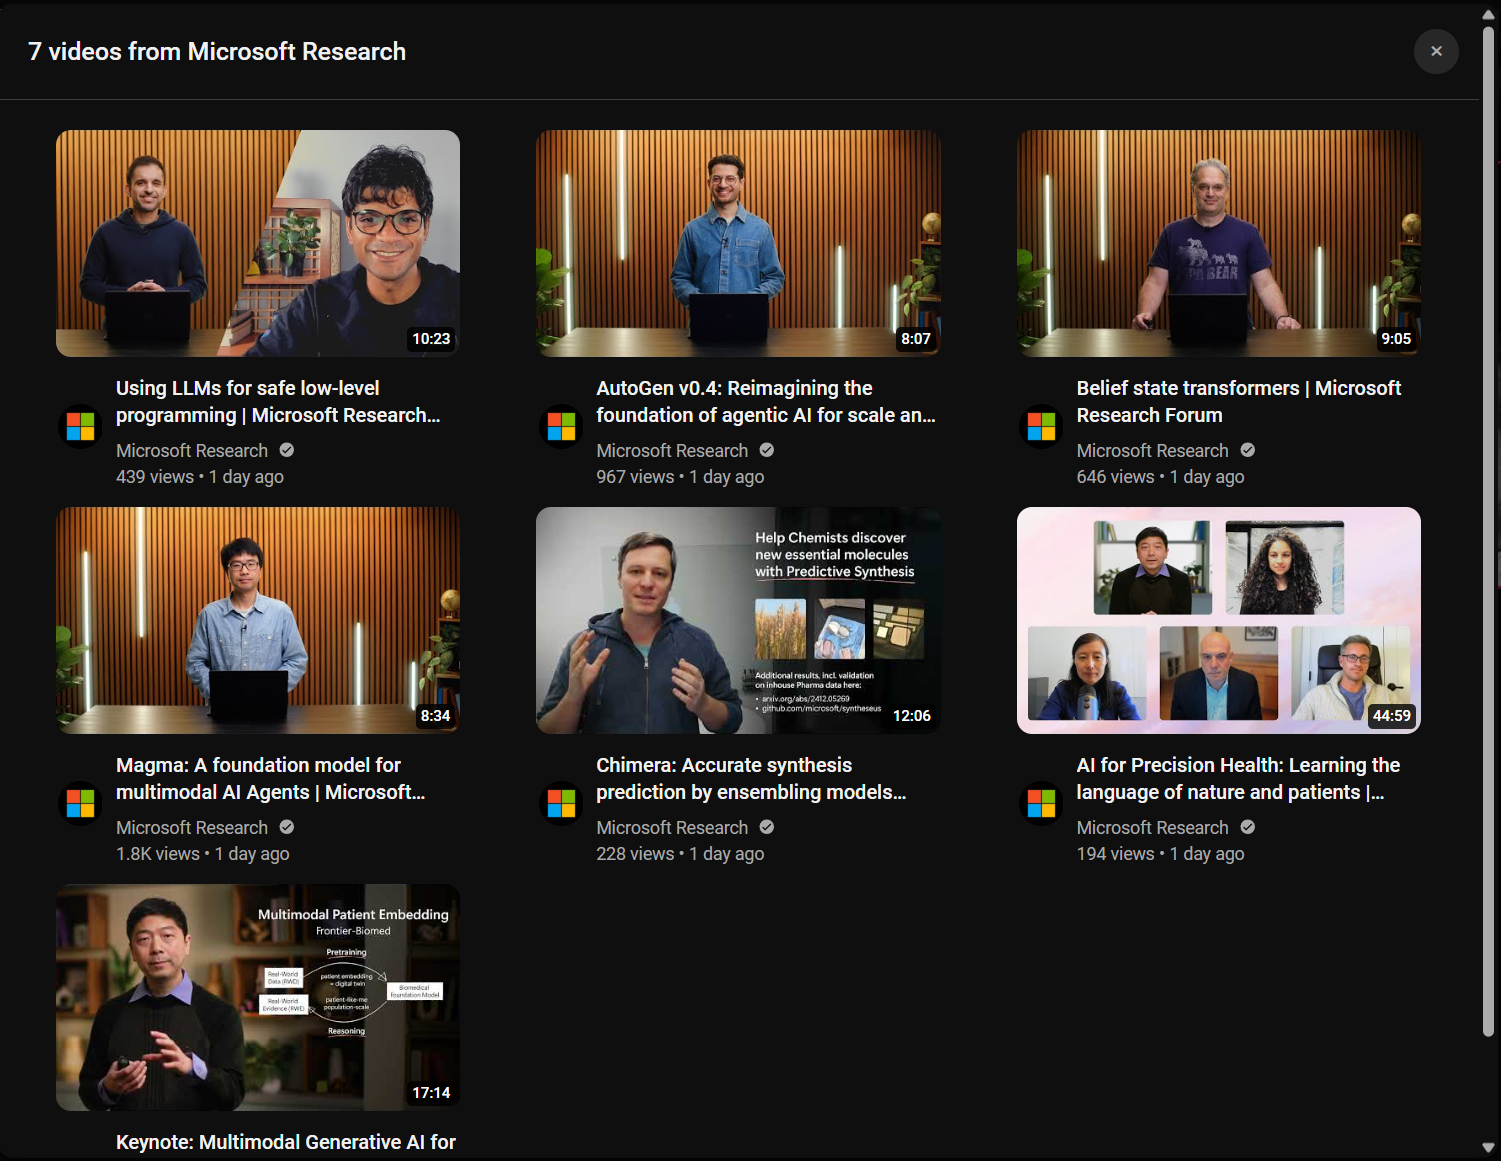 7 videos from Microsoft Research
10:23
Using LLMs for safe low-level
programming | Microsoft Research...
Microsoft Research
439 views • 1 day ago
8:07
AutoGen v0.4: Reimagining the
foundation of agentic AI for scale an...
Microsoft Research
967 views • 1 day ago
PAPA BEAR
9:05
Belief state transformers | Microsoft
Research Forum
Microsoft Research
646 views • 1 day ago
8:34
Magma: A foundation model for
multimodal AI Agents | Microsoft...
Microsoft Research
1.8K views • 1 day ago
Help Chemists discover
new essential molecules
with Predictive Synthesis
Additional results, incl. validation
on inhouse Pharma data here:
• arxiv.org/abs/2412.05269
• github.com/microsoft/syntheseus
12:06
Chimera: Accurate synthesis
prediction by ensembling models...
Microsoft Research
228 views • 1 day ago
44:59
AI for Precision Health: Learning the
language of nature and patients |...
Microsoft Research
194 views • 1 day ago
Multimodal Patient Embedding
Frontier-Biomed
Pretraining
Real-World
Data (RWD)
patient embedding
= digital twin
Biomedical
Foundation Model
Real-World
Evidence (RWE)
patient-like-me
population-scale
Reasoning
17:14
Keynote: Multimodal Generative AI for